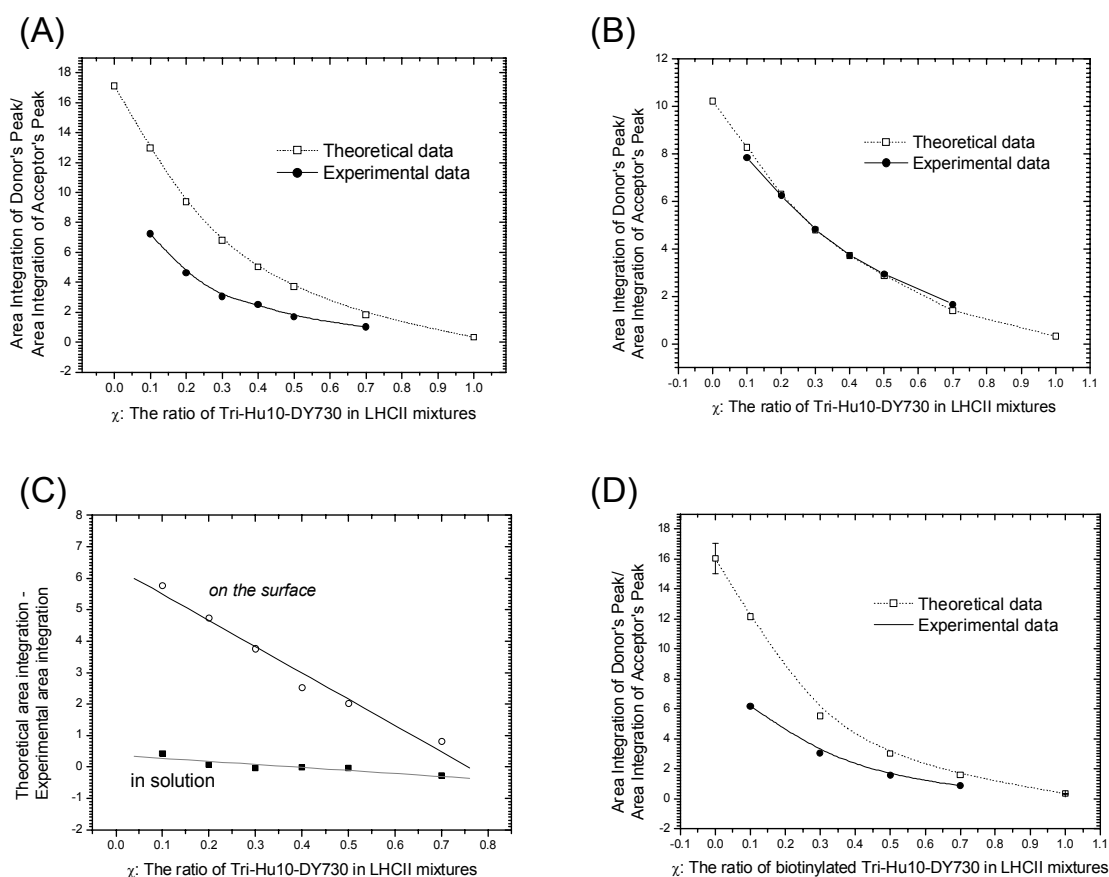 (A)
Area Integration of Donor's Peak/
Area Integration of Acceptor's Peak
18
16
14
12
10
8
6
4
2
0
-2
Theoretical data
Experimental data
0.0 0.1 0.2 0.3 0.4 0.5 0.6 0.7 0.8 0.9 1.0
χ: The ratio of Tri-Hu10-DY730 in LHCII mixtures
(B)
Area Integration of Donor's Peak/
Area Integration of Acceptor's Peak
12
10
8
6
4
2
0
Theoretical data
Experimental data
-0.1 0.0 0.1 0.2 0.3 0.4 0.5 0.6 0.7 0.8 0.9 1.0 1.1
χ: The ratio of Tri-Hu10-DY730 in LHCII mixtures
(C)
Theoretical area integration -
Experimental area integration
8
7
6
5
4
3
2
1
0
-1
-2
on the surface
in solution
0.0 0.1 0.2 0.3 0.4 0.5 0.6 0.7 0.8
χ: The ratio of Tri-Hu10-DY730 in LHCII mixtures
(D)
Area Integration of Donor's Peak/
Area Integration of Acceptor's Peak
18
16
14
12
10
8
6
4
2
0
-2
Theoretical data
Experimental data
-0.1 0.0 0.1 0.2 0.3 0.4 0.5 0.6 0.7 0.8 0.9 1.0 1.1
χ: The ratio of biotinylated Tri-Hu10-DY730 in LHCII mixtures